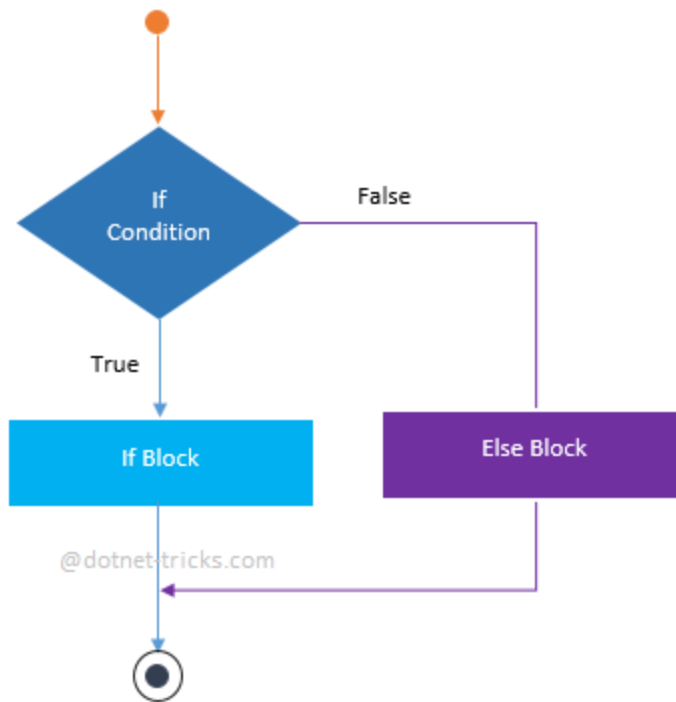 If
Condition
False
True
If Block
Else Block
@dotnet-tricks.com